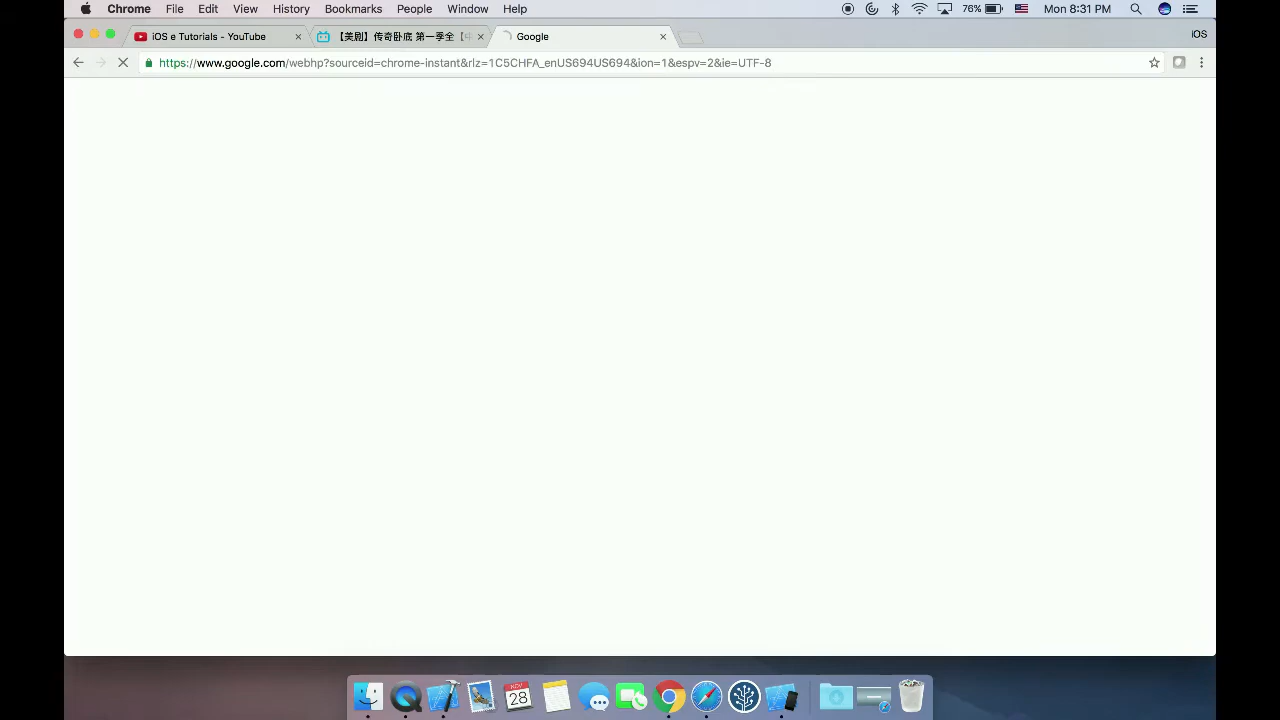 Chrome File Edit View History Bookmarks People Window Help 76% Mon 8:31 PM
iOS e Tutorials - YouTube 【美剧】传奇卧底 第一季全 Google iOS
https://www.google.com/webhp?sourceid=chrome-instant&rlz=1C5CHFA_enUS694US694&ion=1&espv=2&ie=UTF-8
NOV
28